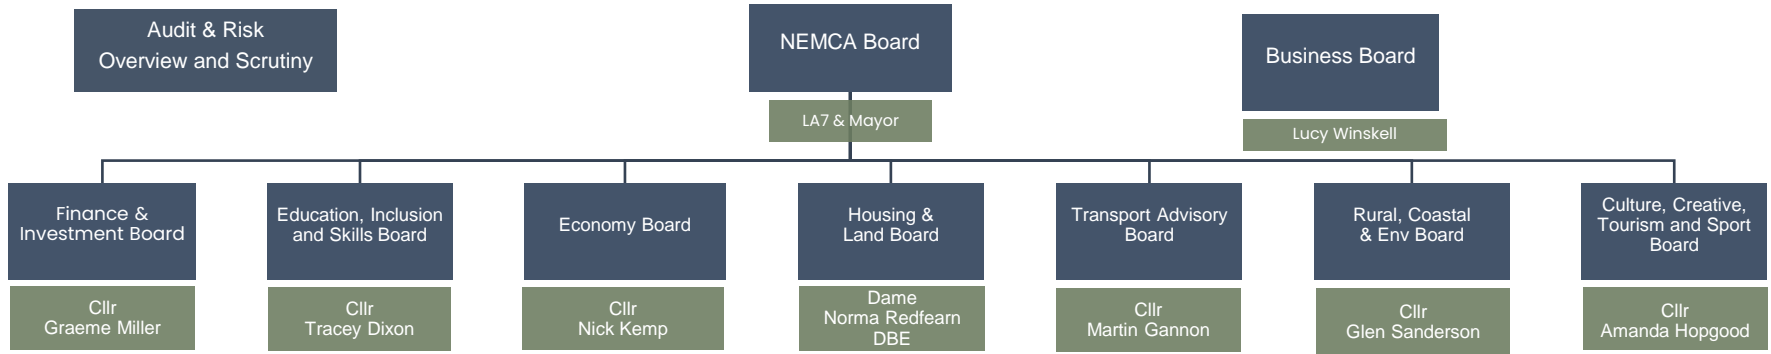 Audit & Risk
Overview and Scrutiny
NEMCA Board
LA7 & Mayor
Business Board
Lucy Winskell
Finance &
Investment Board
Cllr
Graeme Miller
Education, Inclusion
and Skills Board
Cllr
Tracey Dixon
Economy Board
Cllr
Nick Kemp
Housing &
Land Board
Dame
Norma Redfearn
DBE
Transport Advisory
Board
Cllr
Martin Gannon
Rural, Coastal
& Env Board
Cllr
Glen Sanderson
Culture, Creative,
Tourism and Sport
Board
Cllr
Amanda Hopgood